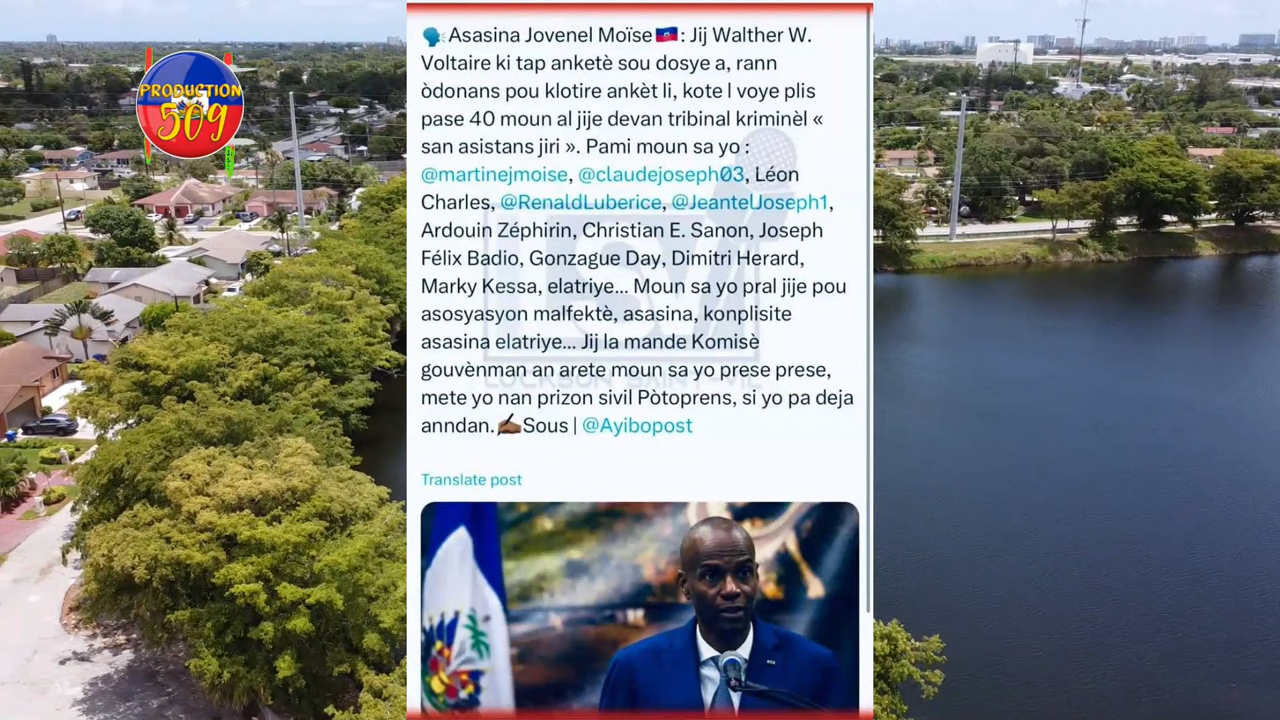 PRODUCTION
509
🗣Asasina Jovenel Moïse🇭🇹: Jij Walther W.
Voltaire ki tap anketè sou dosye a, rann
òdonans pou klotire ankèt li, kote l voye plis
pase 40 moun al jije devan tribinal kriminèl «
san asistans jiri ». Pami moun sa yo :
@martinejmoise, @claudejoseph03, Léon
Charles, @RenaldLuberice, @JeantelJoseph1,
Ardouin Zéphirin, Christian E. Sanon, Joseph
Félix Badio, Gonzague Day, Dimitri Herard,
Marky Kessa, elatriye... Moun sa yo pral jije pou
asosyasyon malfektè, asasina, konplisite
asasina elatriye... Jij la mande Komisè
gouvènman an arete moun sa yo prese prese,
mete yo nan prizon sivil Pòtoprens, si yo pa deja
anndan.✍🏾Sous | @Ayibopost
LSV
LUCKSON SAINT-VIL
Translate post